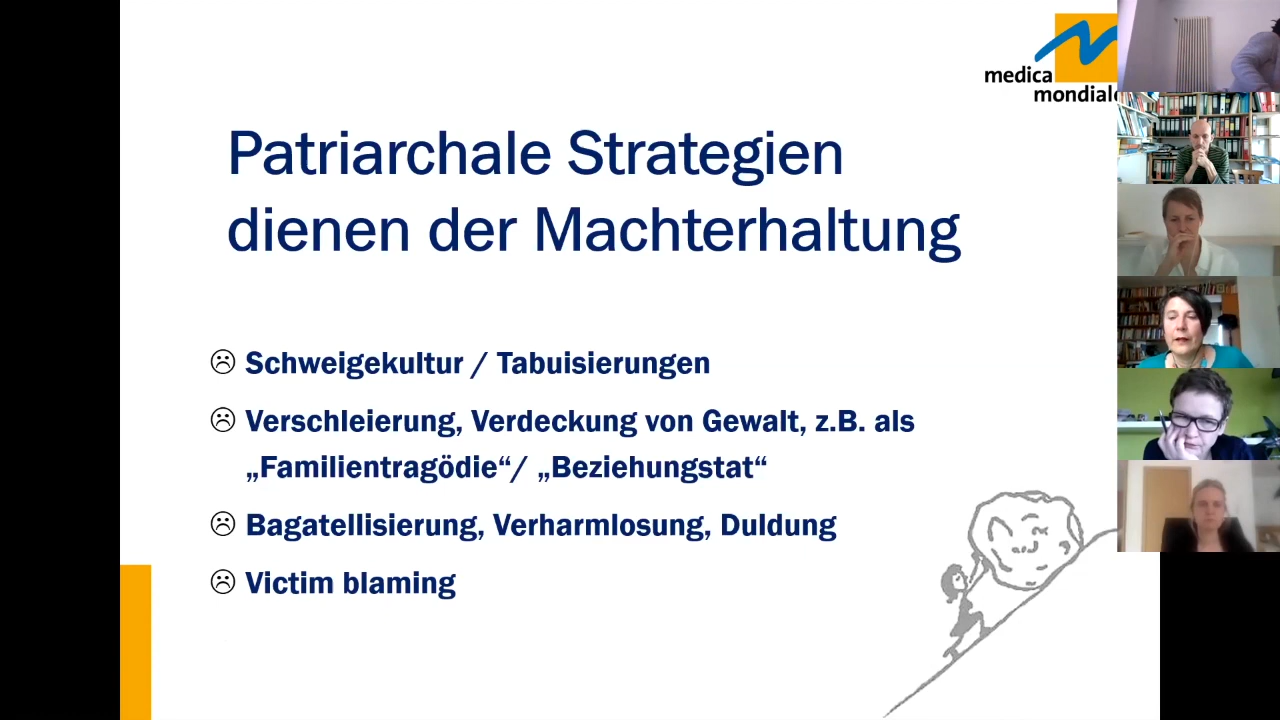 medica
mondiale
Patriarchale Strategien
dienen der Machterhaltung
☹ Schweigekultur / Tabuisierungen
☹ Verschleierung, Verdeckung von Gewalt, z.B. als
„Familientragödie“/ „Beziehungstat“
☹ Bagatellisierung, Verharmlosung, Duldung
☹ Victim blaming